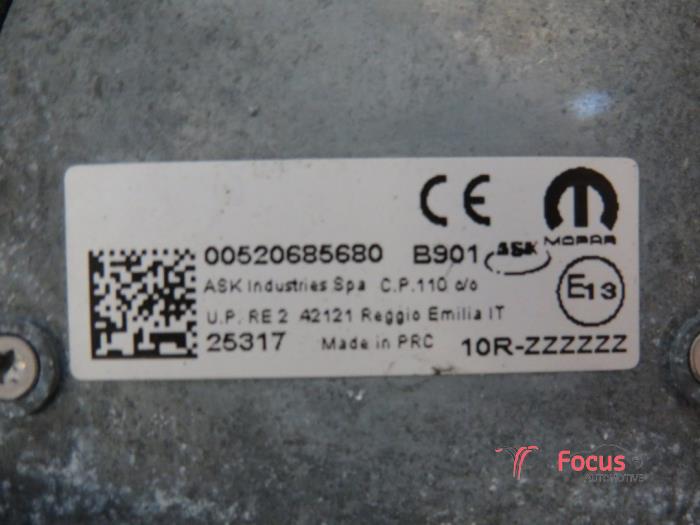 CE
MOPAR
00520685680 B901 ASK
ASK Industries Spa C.P.110 c/o
E13
U.P. RE 2 42121 Reggio Emilia IT
25317 Made in PRC 10R-ZZZZZZ
Focus
AUTOMOTIVE